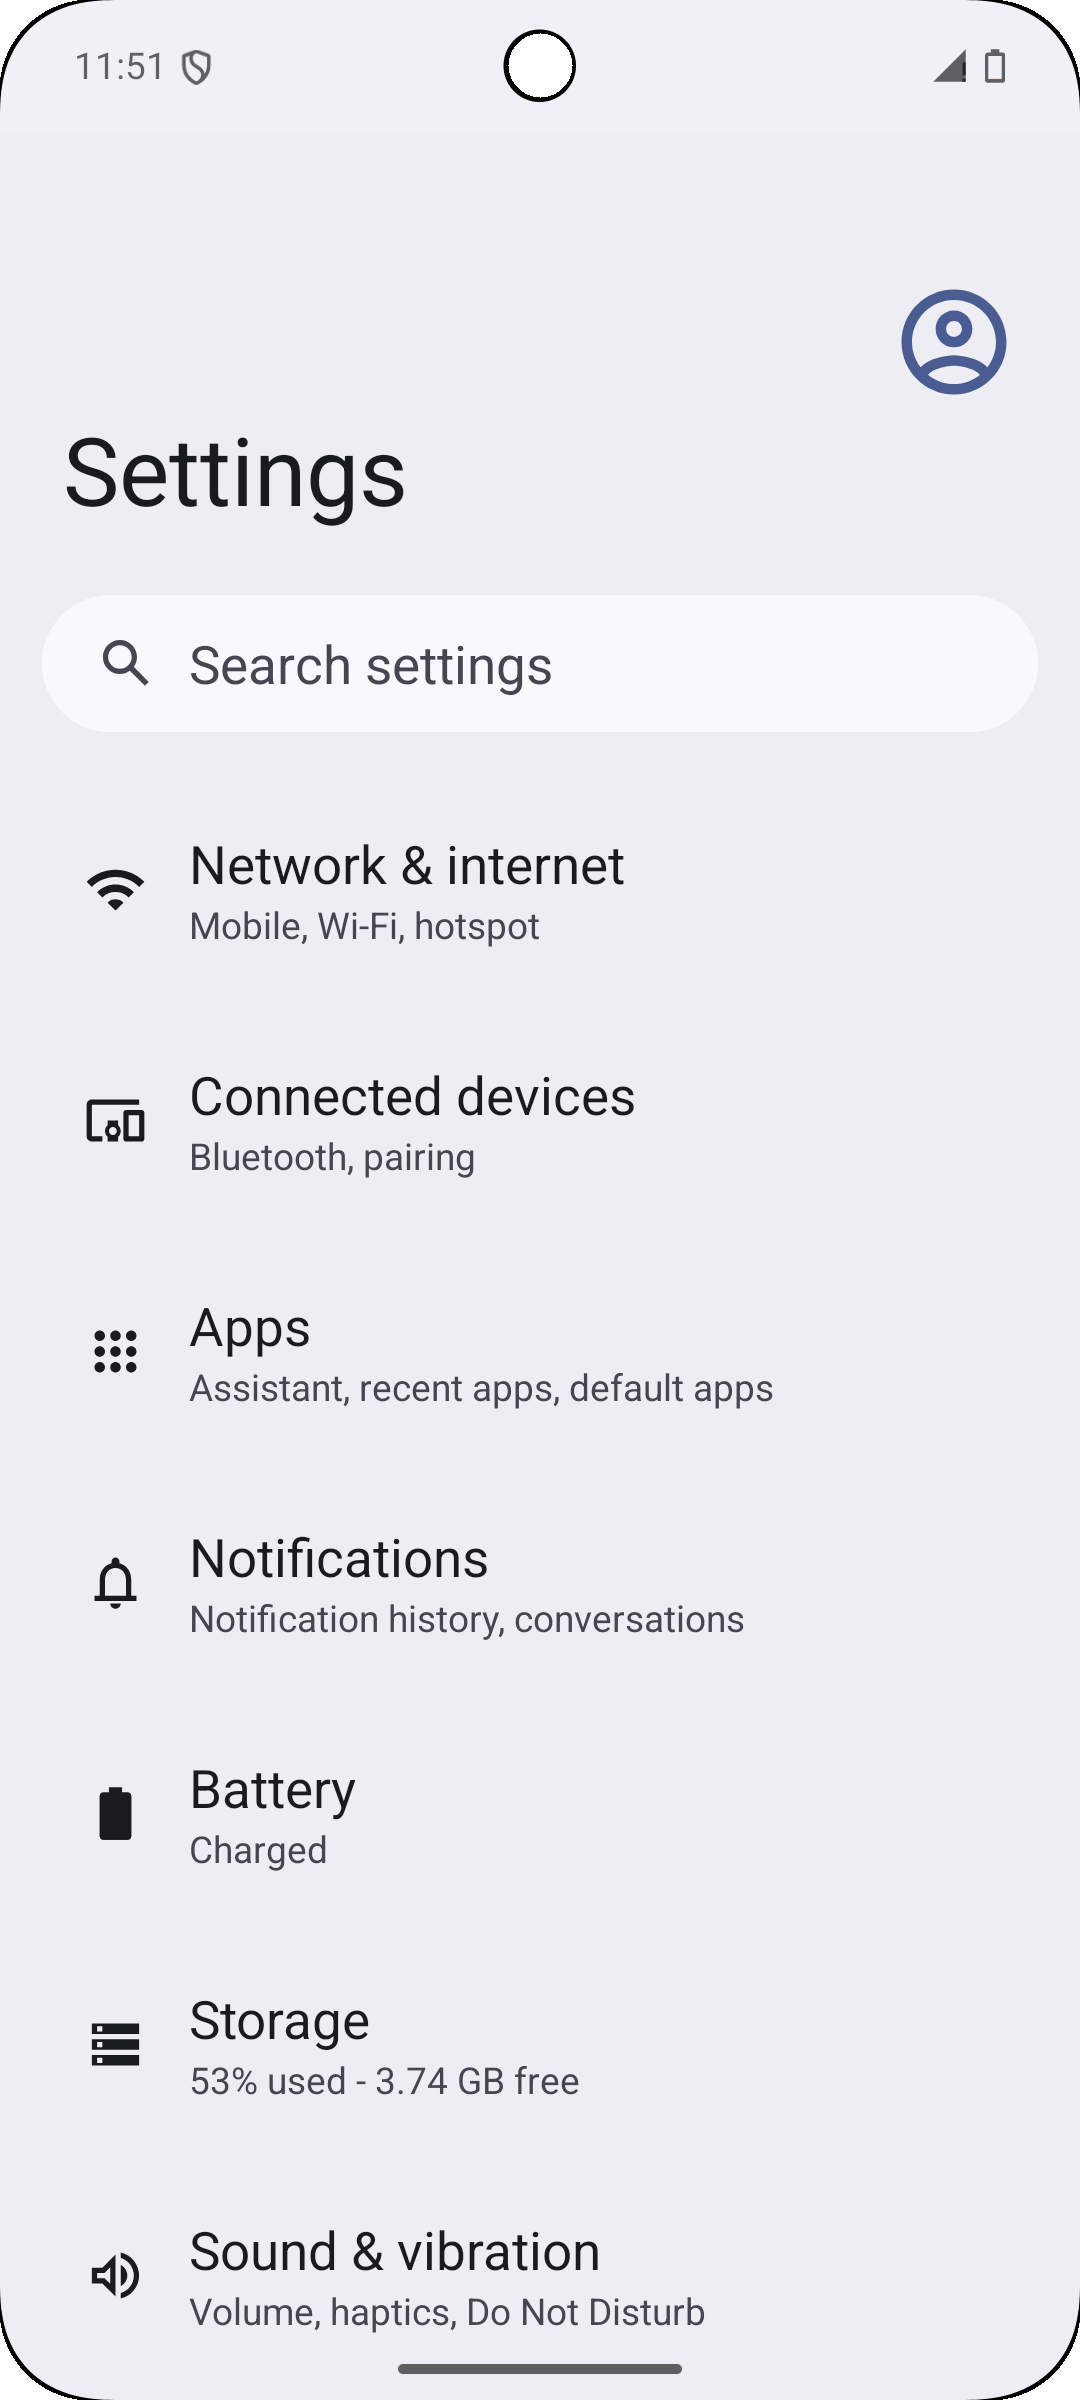 11:51
Settings
Search settings
Network & internet
Mobile, Wi-Fi, hotspot
Connected devices
Bluetooth, pairing
Apps
Assistant, recent apps, default apps
Notifications
Notification history, conversations
Battery
Charged
Storage
53% used - 3.74 GB free
Sound & vibration
Volume, haptics, Do Not Disturb